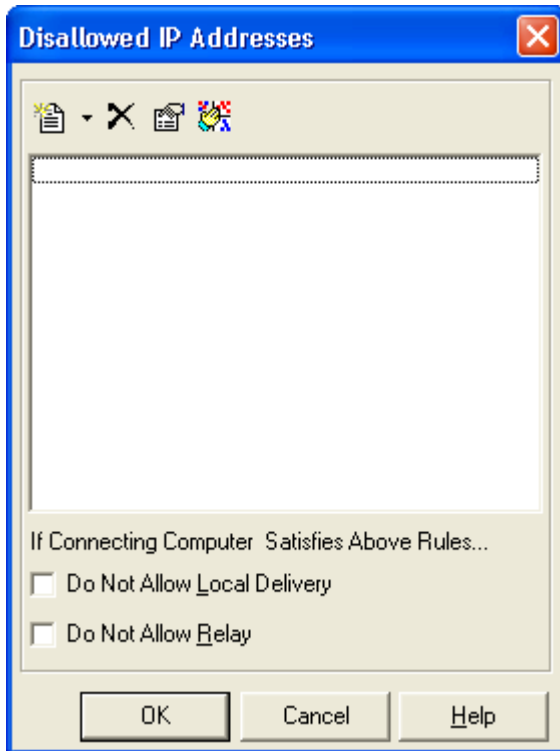 Disallowed IP Addresses
If Connecting Computer  Satisfies Above Rules...
Do Not Allow Local Delivery
Do Not Allow Relay
OK
Cancel
Help